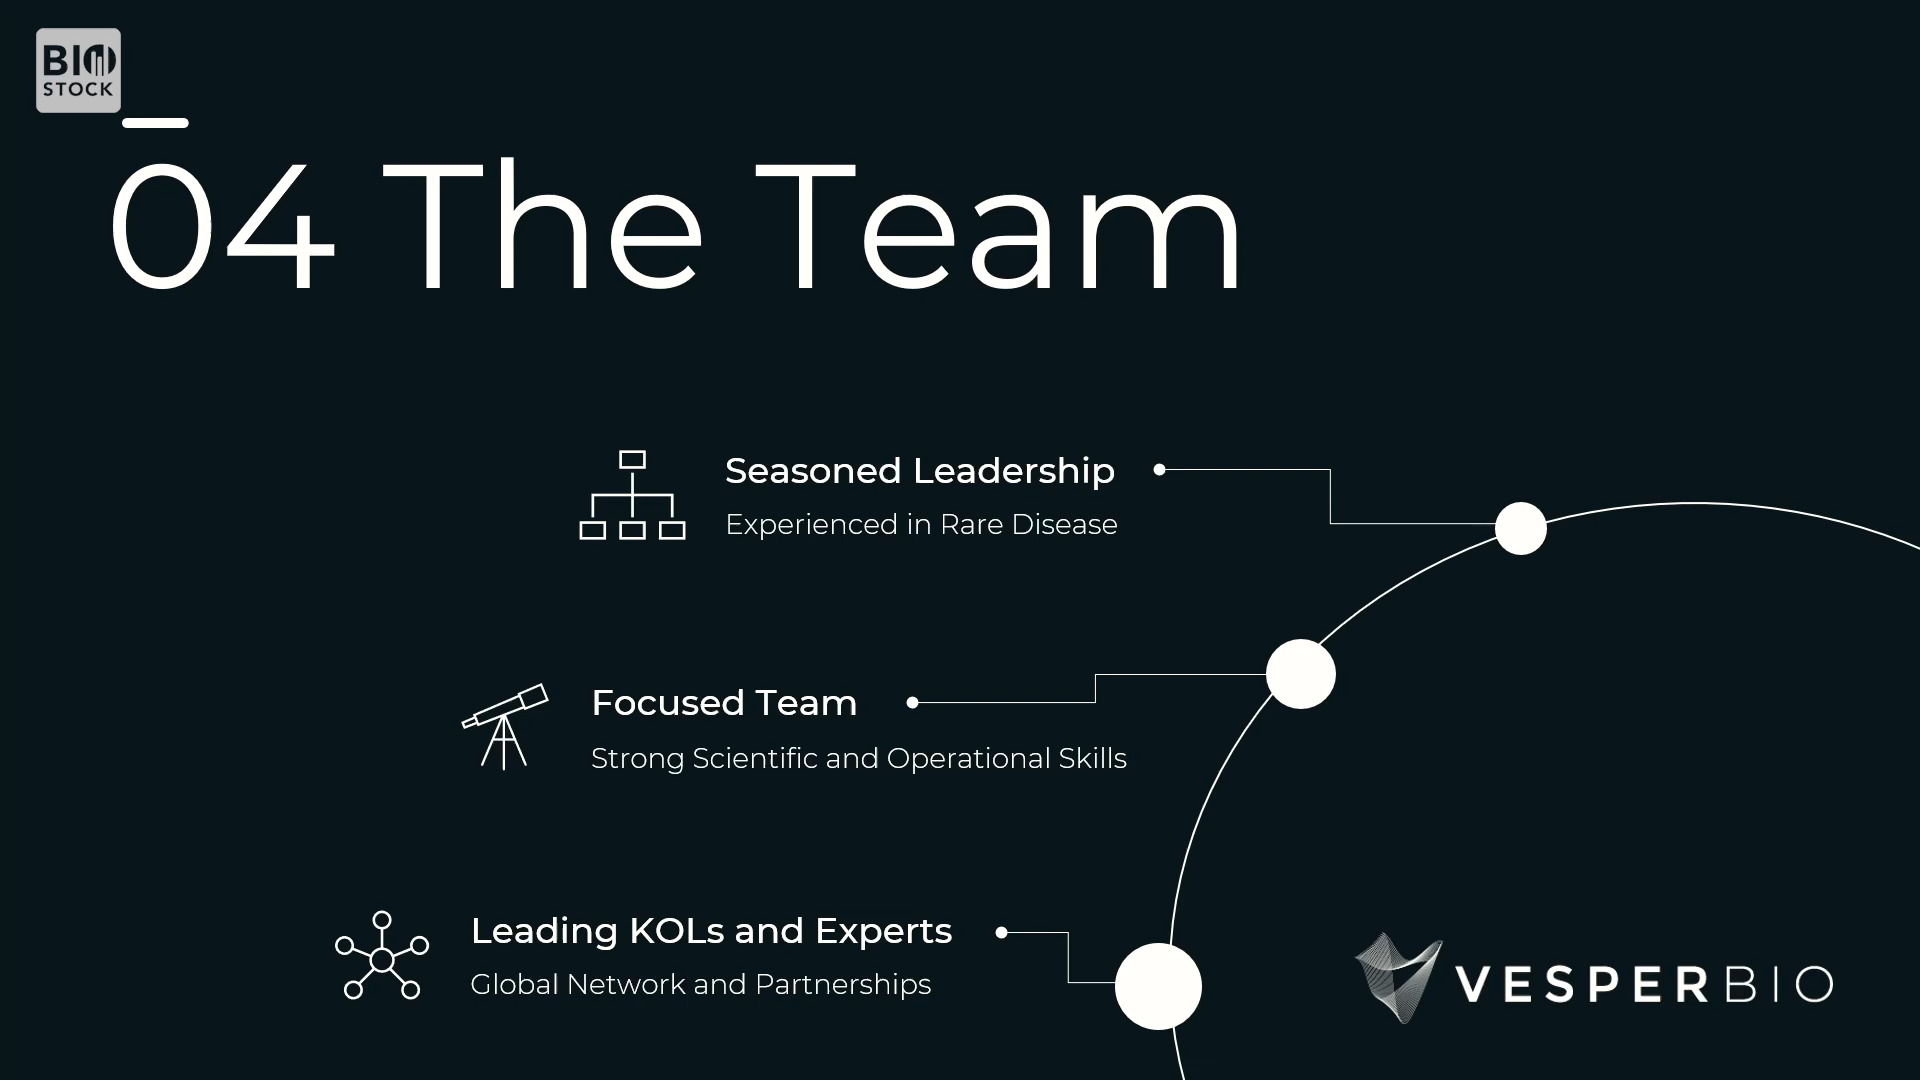 BIO
STOCK
04 The Team
Seasoned Leadership
Experienced in Rare Disease
Focused Team
Strong Scientific and Operational Skills
Leading KOLs and Experts
Global Network and Partnerships
VESPERBIO